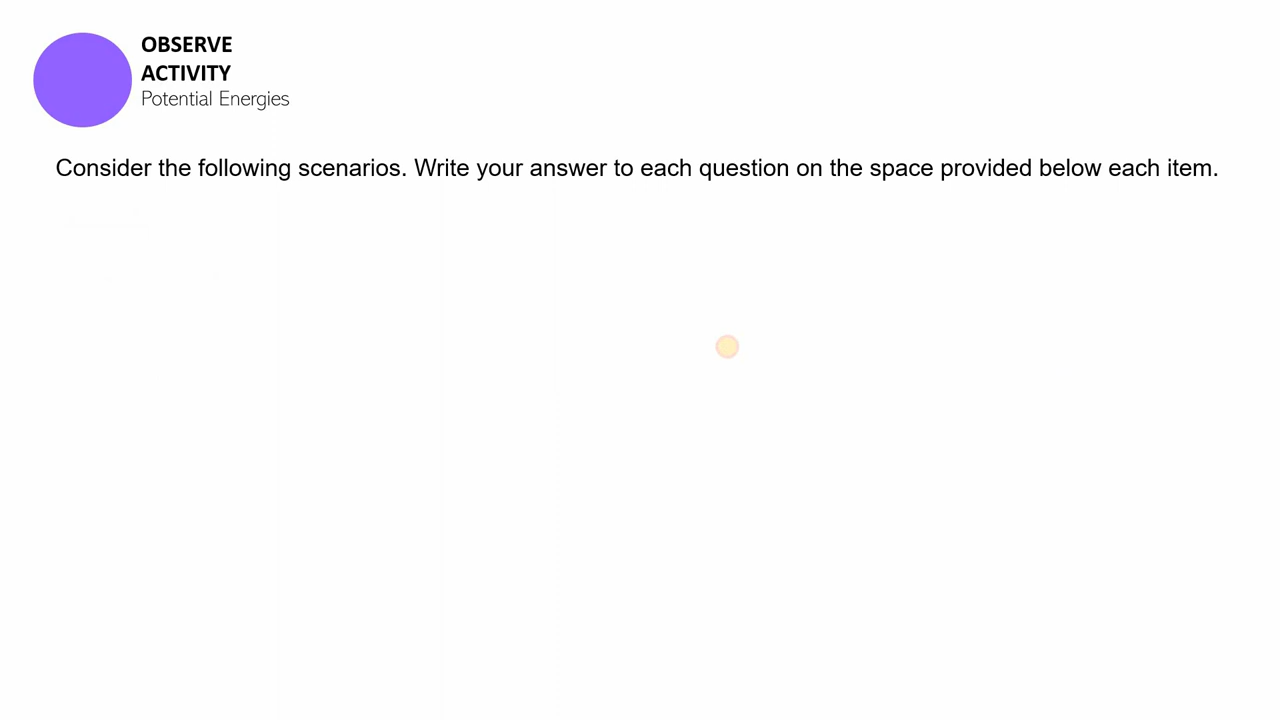 OBSERVE
ACTIVITY
Potential Energies
Consider the following scenarios. Write your answer to each question on the space provided below each item.